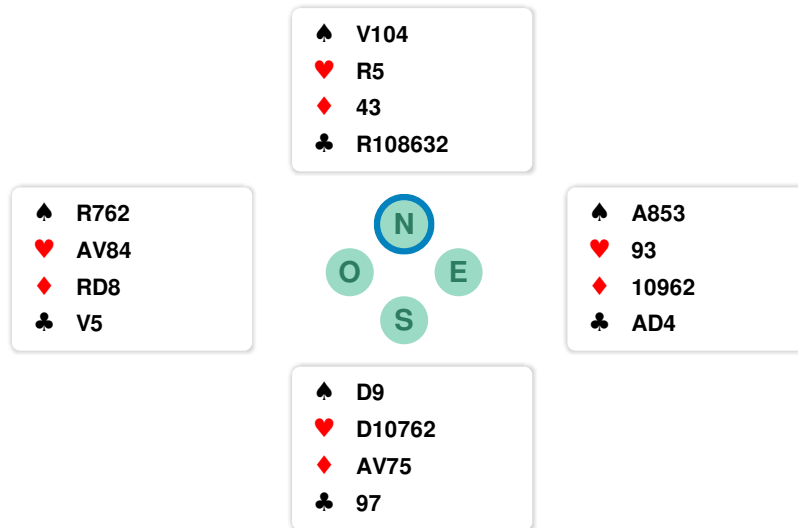 ♠ V104
♥ R5
♦ 43
♣ R108632
♠ R762
♥ AV84
♦ RD8
♣ V5
N
O
E
S
♠ A853
♥ 93
♦ 10962
♣ AD4
♠ D9
♥ D10762
♦ AV75
♣ 97